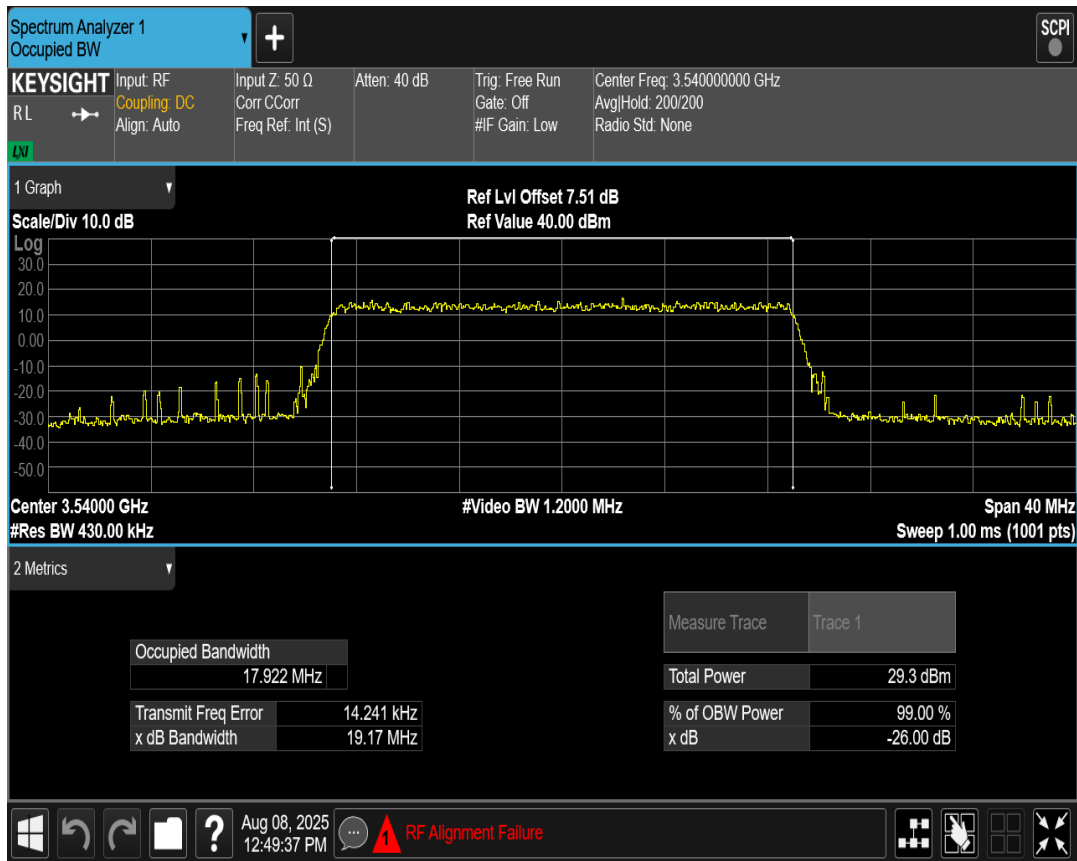 Spectrum Analyzer 1
Occupied BW
+
SCPI
KEYSIGHT
RL
LXI
Input: RF
Coupling: DC
Align: Auto
Input Z: 50 Ω
Corr CCorr
Freq Ref: Int (S)
Atten: 40 dB
Trig: Free Run
Gate: Off
#IF Gain: Low
Center Freq: 3.540000000 GHz
Avg|Hold: 200/200
Radio Std: None
1 Graph
Ref Lvl Offset 7.51 dB
Scale/Div 10.0 dB
Ref Value 40.00 dBm
Log
30.0
20.0
10.0
0.00
-10.0
-20.0
-30.0
-40.0
-50.0
Center 3.54000 GHz
#Video BW 1.2000 MHz
Span 40 MHz
#Res BW 430.00 kHz
Sweep 1.00 ms (1001 pts)
2 Metrics
Measure Trace
Trace 1
Occupied Bandwidth
17.922 MHz
Total Power
29.3 dBm
Transmit Freq Error
14.241 kHz
% of OBW Power
99.00 %
x dB Bandwidth
19.17 MHz
x dB
-26.00 dB
?
Aug 08, 2025
12:49:37 PM
1
RF Alignment Failure